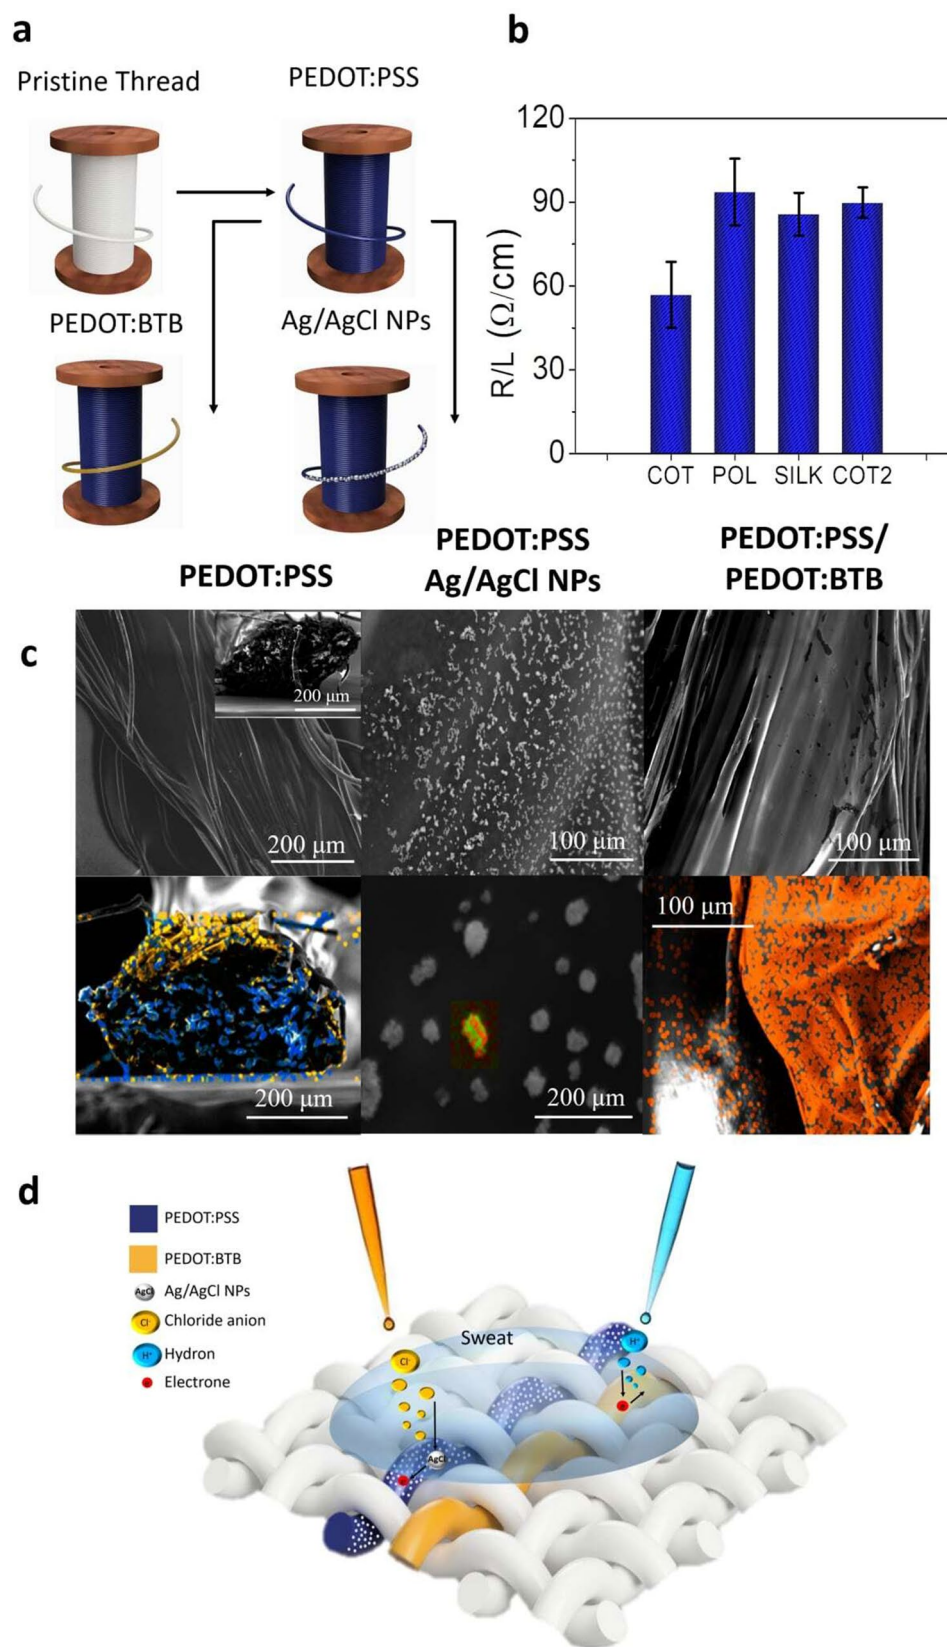 a
Pristine Thread
PEDOT:PSS
PEDOT:BTB
Ag/AgCl NPs
b
R/L (Ω/cm)
120
90
60
30
0
COT POL SILK COT2
PEDOT:PSS
PEDOT:PSS
Ag/AgCl NPs
PEDOT:PSS/
PEDOT:BTB
c
200 µm
200 µm
100 µm
100 µm
200 µm
200 µm
100 µm
d
PEDOT:PSS
PEDOT:BTB
AgCl Ag/AgCl NPs
Cl⁻ Chloride anion
H⁺ Hydron
e Electrone
Sweat
Cl⁻
H⁺
e
AgCl
e